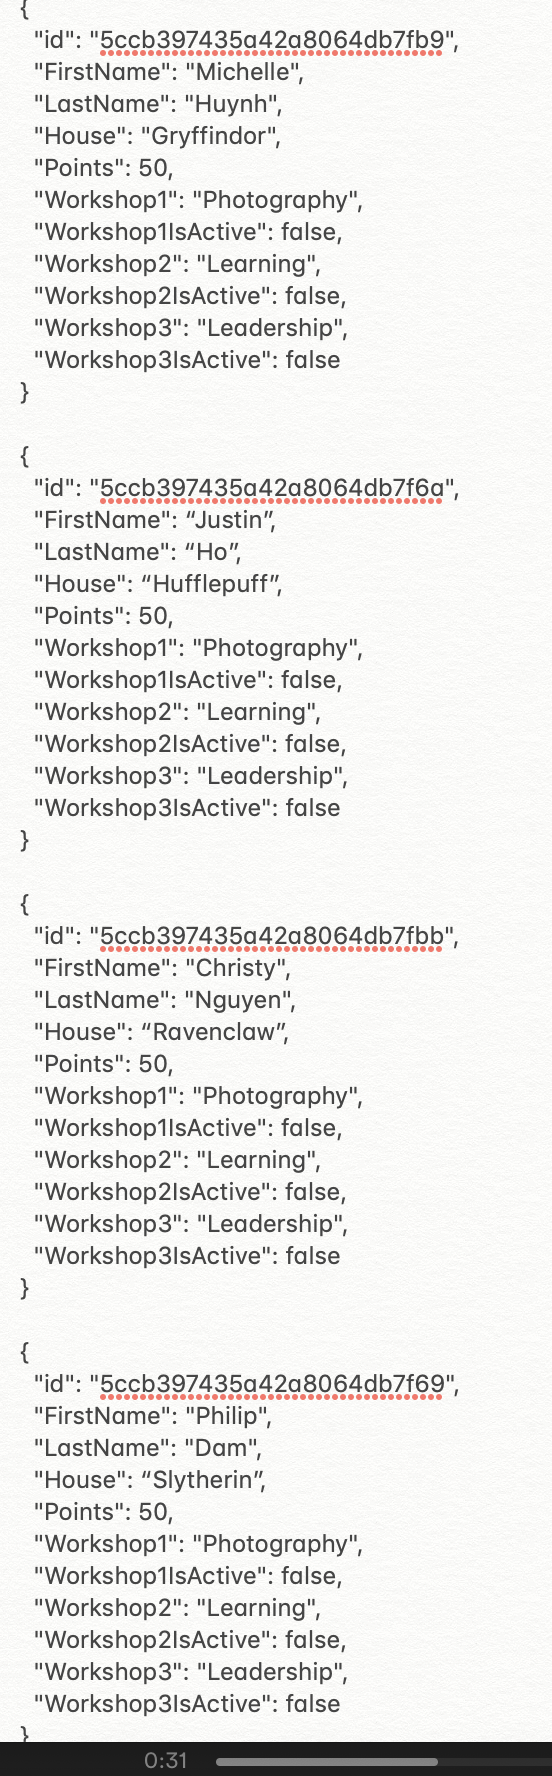 {
"id": "5ccb397435a42a8064db7fb9",
"FirstName": "Michelle",
"LastName": "Huynh",
"House": "Gryffindor",
"Points": 50,
"Workshop1": "Photography",
"Workshop1IsActive": false,
"Workshop2": "Learning",
"Workshop2IsActive": false,
"Workshop3": "Leadership",
"Workshop3IsActive": false
}
{
"id": "5ccb397435a42a8064db7f6a",
"FirstName": “Justin”,
"LastName": “Ho”,
"House": “Hufflepuff”,
"Points": 50,
"Workshop1": "Photography",
"Workshop1IsActive": false,
"Workshop2": "Learning",
"Workshop2IsActive": false,
"Workshop3": "Leadership",
"Workshop3IsActive": false
}
{
"id": "5ccb397435a42a8064db7fbb",
"FirstName": "Christy",
"LastName": "Nguyen",
"House": “Ravenclaw”,
"Points": 50,
"Workshop1": "Photography",
"Workshop1IsActive": false,
"Workshop2": "Learning",
"Workshop2IsActive": false,
"Workshop3": "Leadership",
"Workshop3IsActive": false
}
{
"id": "5ccb397435a42a8064db7f69",
"FirstName": "Philip",
"LastName": "Dam",
"House": “Slytherin”,
"Points": 50,
"Workshop1": "Photography",
"Workshop1IsActive": false,
"Workshop2": "Learning",
"Workshop2IsActive": false,
"Workshop3": "Leadership",
"Workshop3IsActive": false
}
0:31